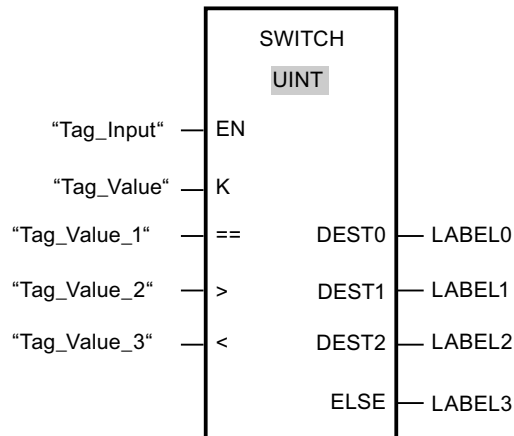 SWITCH
UINT
“Tag_Input“ EN
“Tag_Value“ K
“Tag_Value_1“ == DEST0 LABEL0
“Tag_Value_2“ > DEST1 LABEL1
“Tag_Value_3“ < DEST2 LABEL2
ELSE LABEL3